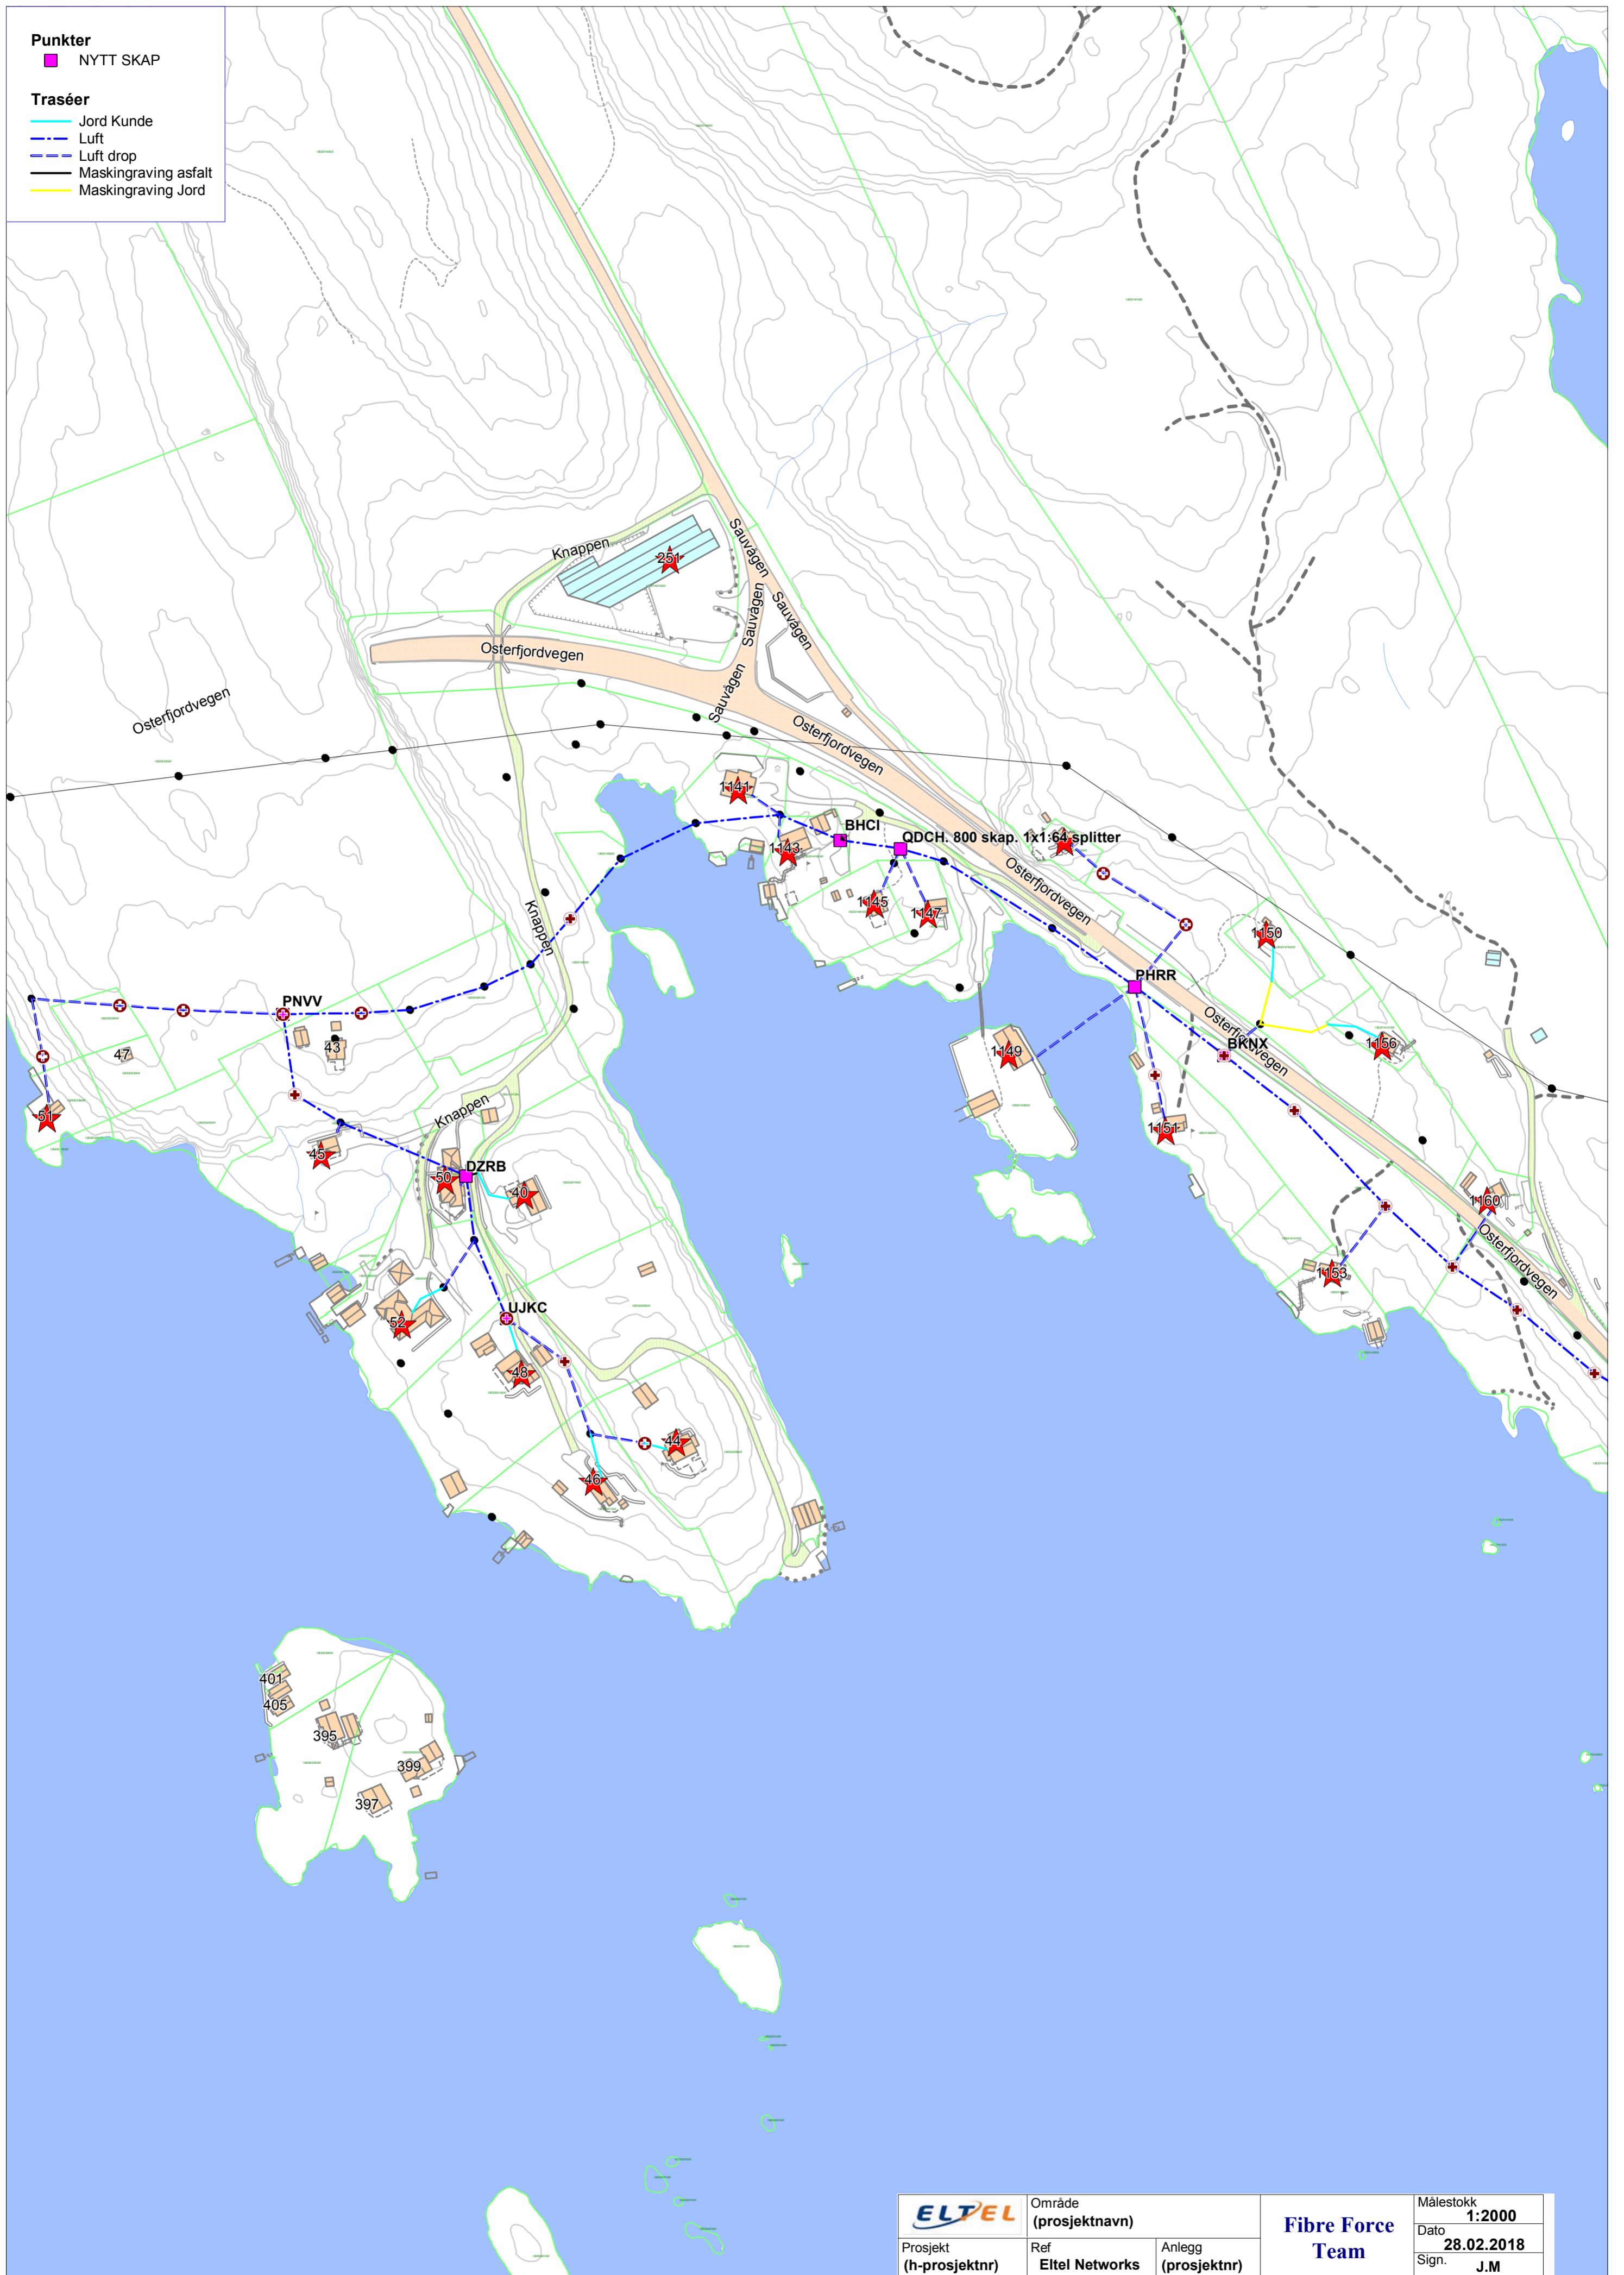 Punkter
NYTT SKAP
Traséer
Jord Kunde
Luft
Luft drop
Maskingraving asfalt
Maskingraving Jord
Knappen
251
Sauvågen
Sauvågen
Sauvågen
Sauvågen
Osterfjordvegen
Osterfjordvegen
Osterfjordvegen
1141
BHCI
QDCH. 800 skap. 1x1:64 splitter
1143
Osterfjordvegen
1145
1147
Knappen
1150
PHRR
PNVV
Osterfjordvegen
BKNX
43
47
1149
1156
51
Knappen
1151
45
DZRB
50
40
1160
Osterfjordvegen
1153
UJKC
52
48
44
46
401
405
395
399
397
ELTEL
Område
(prosjektnavn)
Fibre Force
Team
Målestokk
1:2000
Dato
28.02.2018
Prosjekt
(h-prosjektnr)
Ref
Eltel Networks
Anlegg
(prosjektnr)
Sign.
J.M